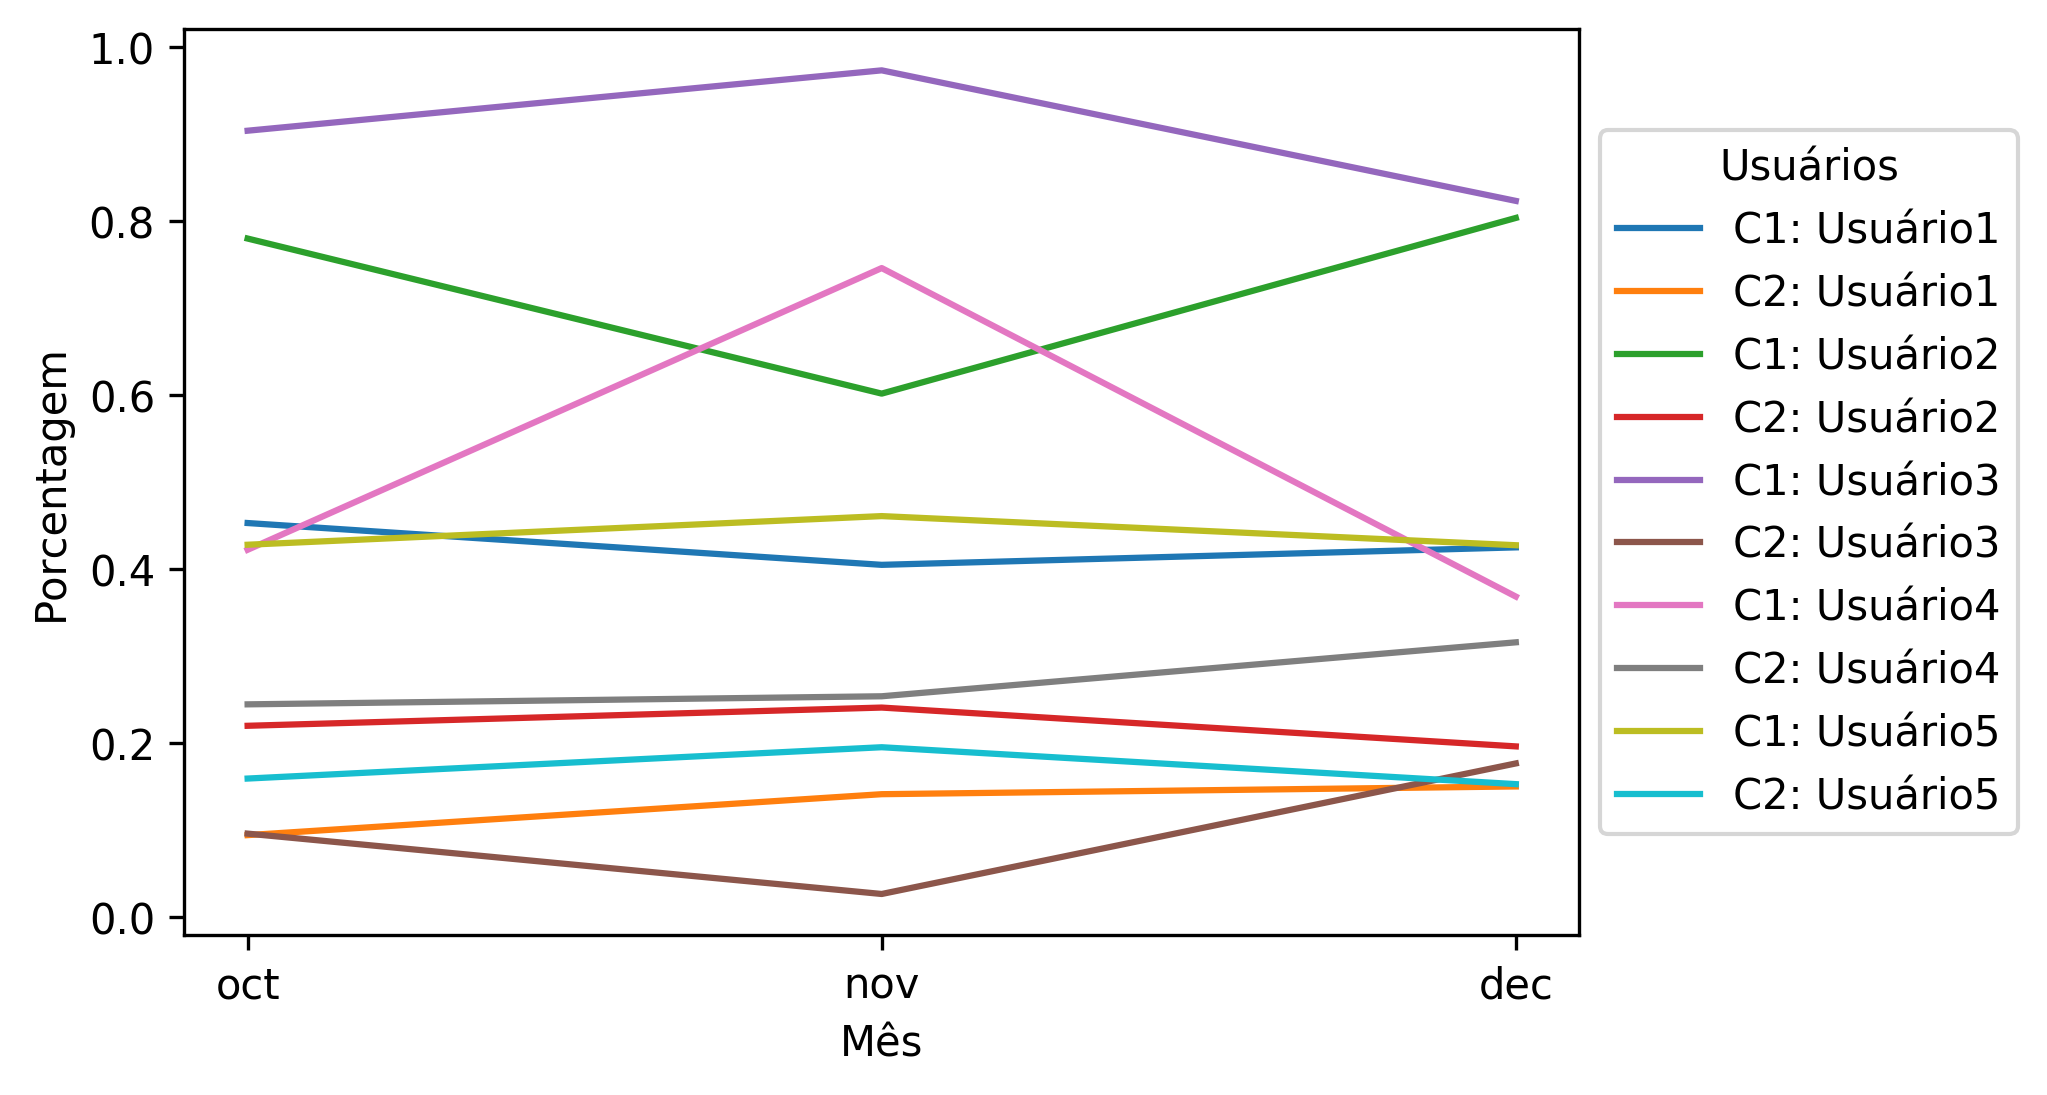 1.0
0.8
0.6
0.4
0.2
0.0
Porcentagem
oct
nov
dec
Mês
Usuários
C1: Usuário1
C2: Usuário1
C1: Usuário2
C2: Usuário2
C1: Usuário3
C2: Usuário3
C1: Usuário4
C2: Usuário4
C1: Usuário5
C2: Usuário5